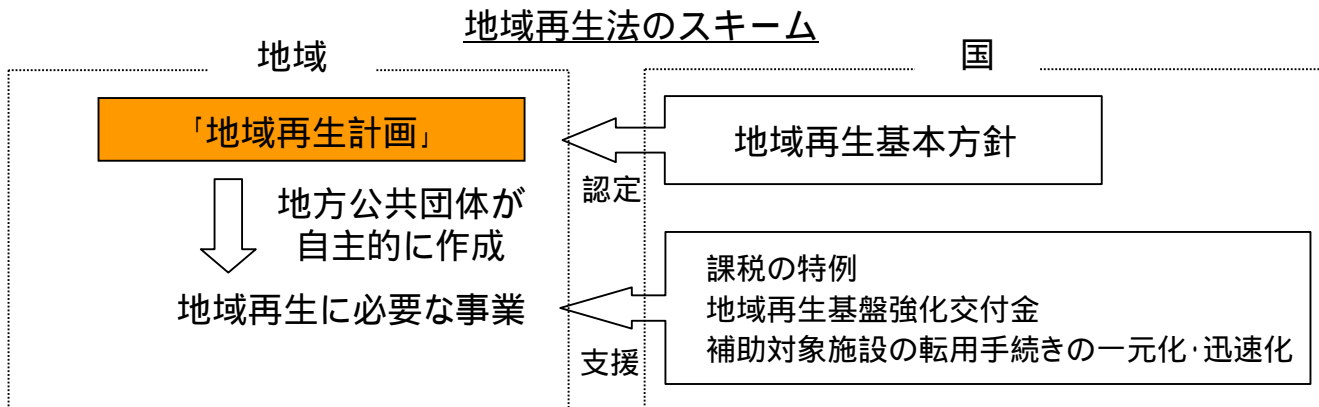 地域再生法のスキーム
地域
国
「地域再生計画」
地域再生基本方針
認定
地方公共団体が
自主的に作成
地域再生に必要な事業
課税の特例
地域再生基盤強化交付金
補助対象施設の転用手続きの一元化・迅速化
支援